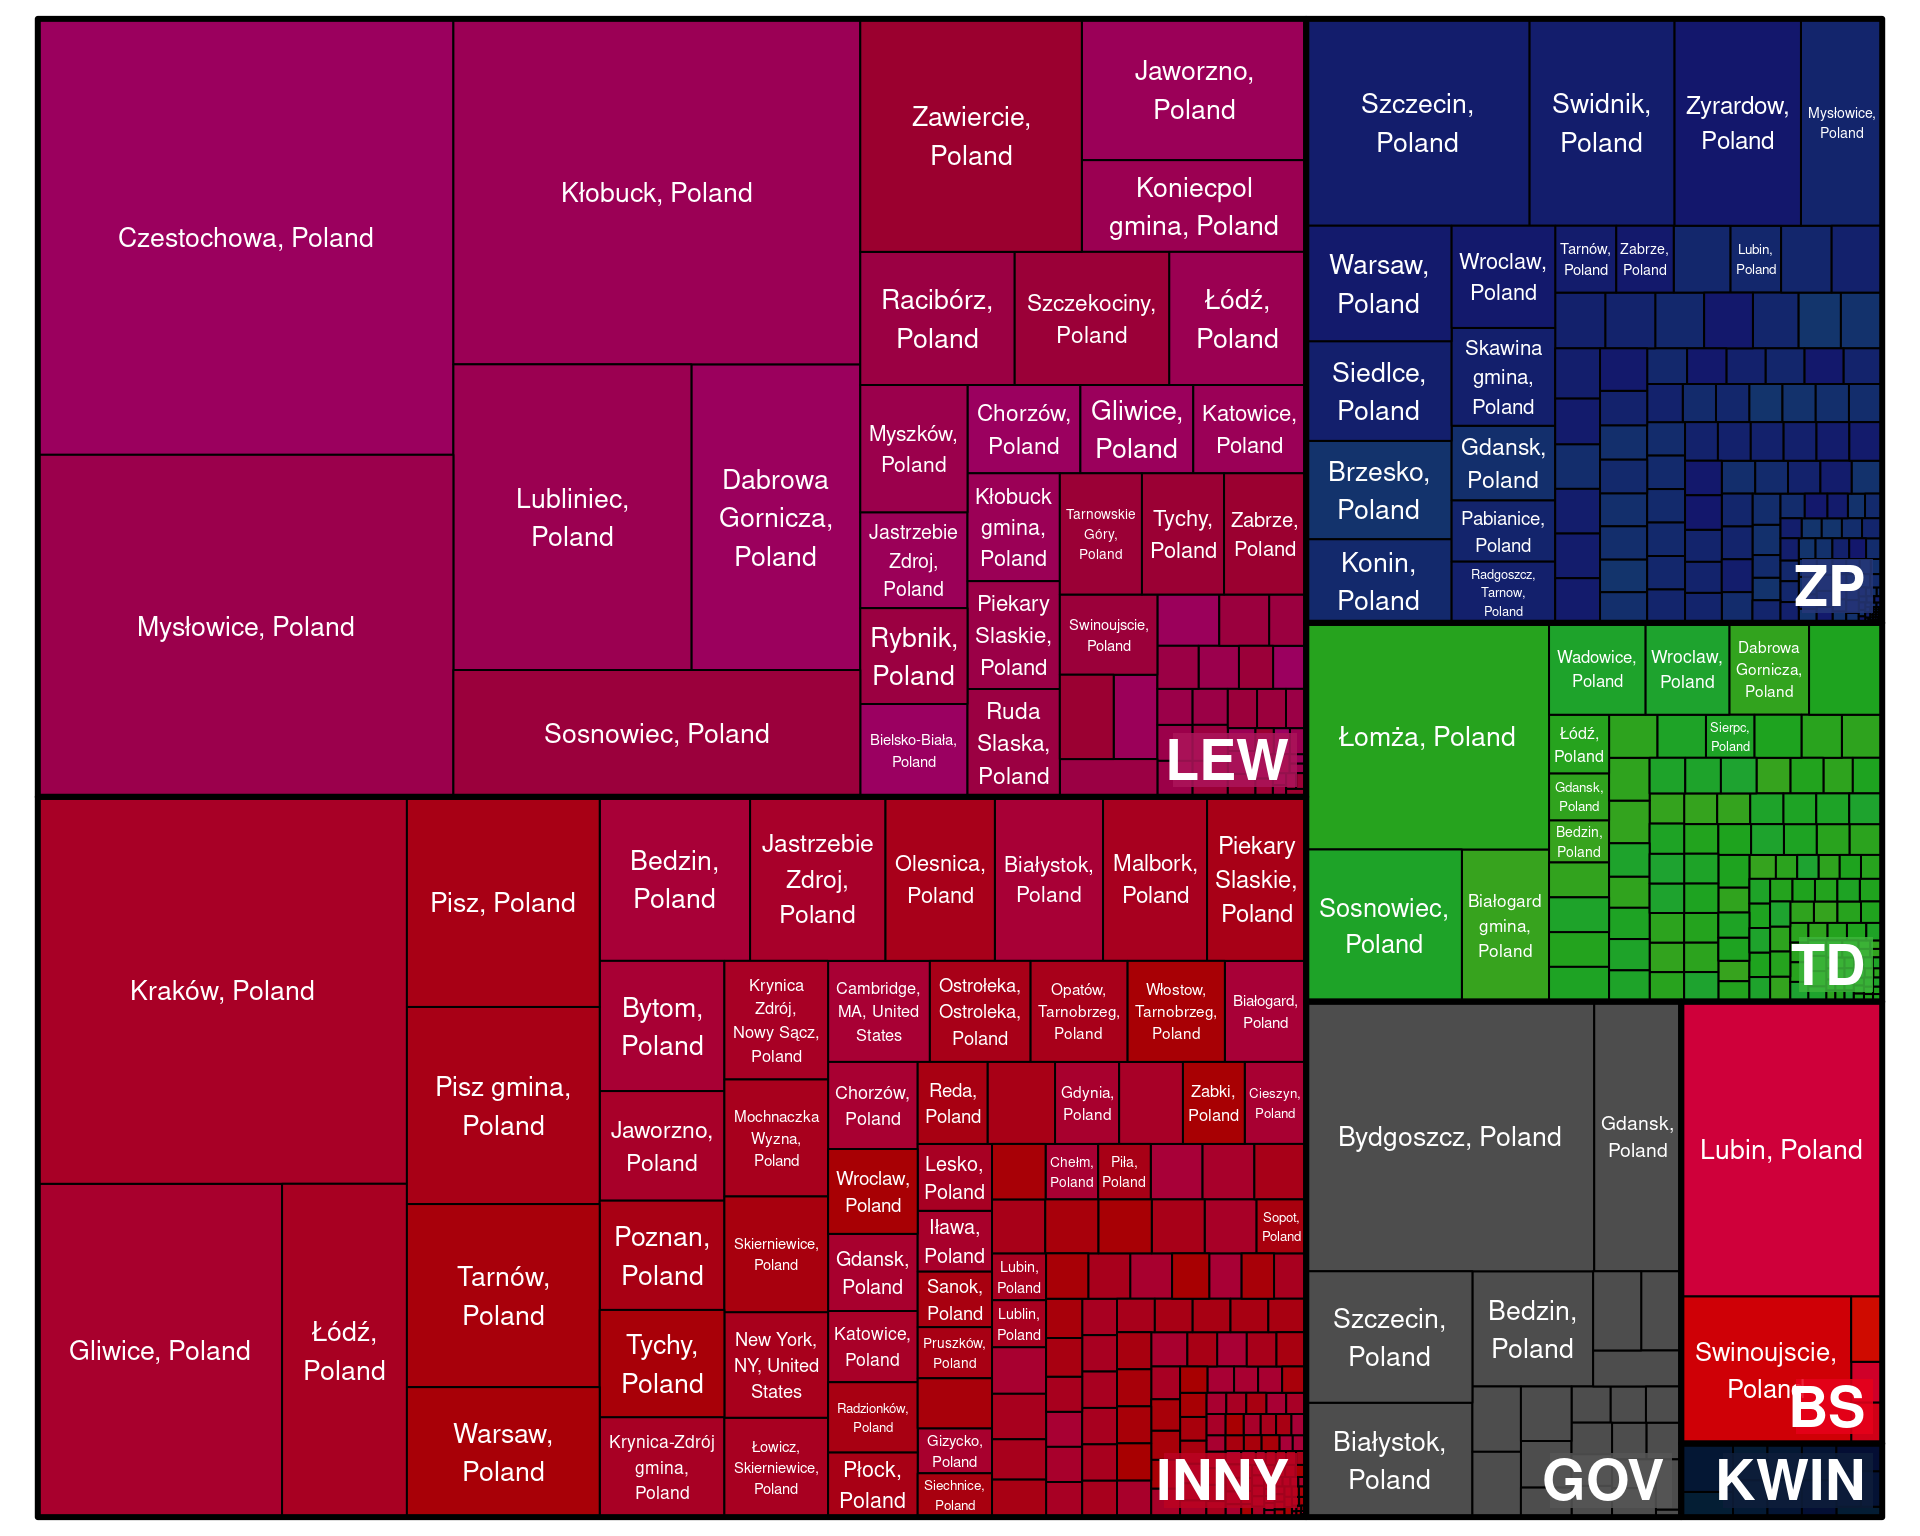 Czestochowa, Poland
Mysłowice, Poland
Kłobuck, Poland
Lubliniec,
Poland
Dabrowa
Gornicza,
Poland
Sosnowiec, Poland
Zawiercie,
Poland
Jaworzno,
Poland
Koniecpol
gmina, Poland
Racibórz,
Poland
Szczekociny,
Poland
Łódź,
Poland
Myszków,
Poland
Jastrzebie
Zdroj,
Poland
Rybnik,
Poland
Bielsko-Biała,
Poland
Chorzów,
Poland
Gliwice,
Poland
Katowice,
Poland
Kłobuck
gmina,
Poland
Piekary
Slaskie,
Poland
Ruda
Slaska,
Poland
Tarnowskie
Góry,
Poland
Tychy,
Poland
Zabrze,
Poland
Swinoujscie,
Poland
LEW
Szczecin,
Poland
Swidnik,
Poland
Zyrardow,
Poland
Mysłowice,
Poland
Warsaw,
Poland
Siedlce,
Poland
Brzesko,
Poland
Konin,
Poland
Wroclaw,
Poland
Skawina
gmina,
Poland
Gdansk,
Poland
Pabianice,
Poland
Radgoszcz,
Tarnow,
Poland
Tarnów,
Poland
Zabrze,
Poland
Lubin,
Poland
ZP
Łomża, Poland
Sosnowiec,
Poland
Białogard
gmina,
Poland
Wadowice,
Poland
Wroclaw,
Poland
Dabrowa
Gornicza,
Poland
Łódź,
Poland
Gdansk,
Poland
Bedzin,
Poland
Sierpc,
Poland
TD
Kraków, Poland
Gliwice, Poland
Łódź,
Poland
Pisz, Poland
Pisz gmina,
Poland
Tarnów,
Poland
Warsaw,
Poland
Bedzin,
Poland
Jastrzebie
Zdroj,
Poland
Olesnica,
Poland
Białystok,
Poland
Malbork,
Poland
Piekary
Slaskie,
Poland
Bytom,
Poland
Jaworzno,
Poland
Poznan,
Poland
Tychy,
Poland
Krynica-Zdrój
gmina,
Poland
Krynica
Zdrój,
Nowy Sącz,
Poland
Mochnaczka
Wyzna,
Poland
Skierniewice,
Poland
New York,
NY, United
States
Łowicz,
Skierniewice,
Poland
Cambridge,
MA, United
States
Ostrołeka,
Ostroleka,
Poland
Opatów,
Tarnobrzeg,
Poland
Włostow,
Tarnobrzeg,
Poland
Białogard,
Poland
Chorzów,
Poland
Wroclaw,
Poland
Gdansk,
Poland
Katowice,
Poland
Radzionków,
Poland
Płock,
Poland
Reda,
Poland
Gdynia,
Poland
Zabki,
Poland
Cieszyn,
Poland
Lesko,
Poland
Iława,
Poland
Sanok,
Poland
Pruszków,
Poland
Gizycko,
Poland
Siechnice,
Poland
Chełm,
Poland
Piła,
Poland
Sopot,
Poland
Lubin,
Poland
Lublin,
Poland
INNY
Bydgoszcz, Poland
Gdansk,
Poland
Szczecin,
Poland
Białystok,
Poland
Bedzin,
Poland
GOV
Lubin, Poland
Swinoujscie,
Poland
BS
KWIN